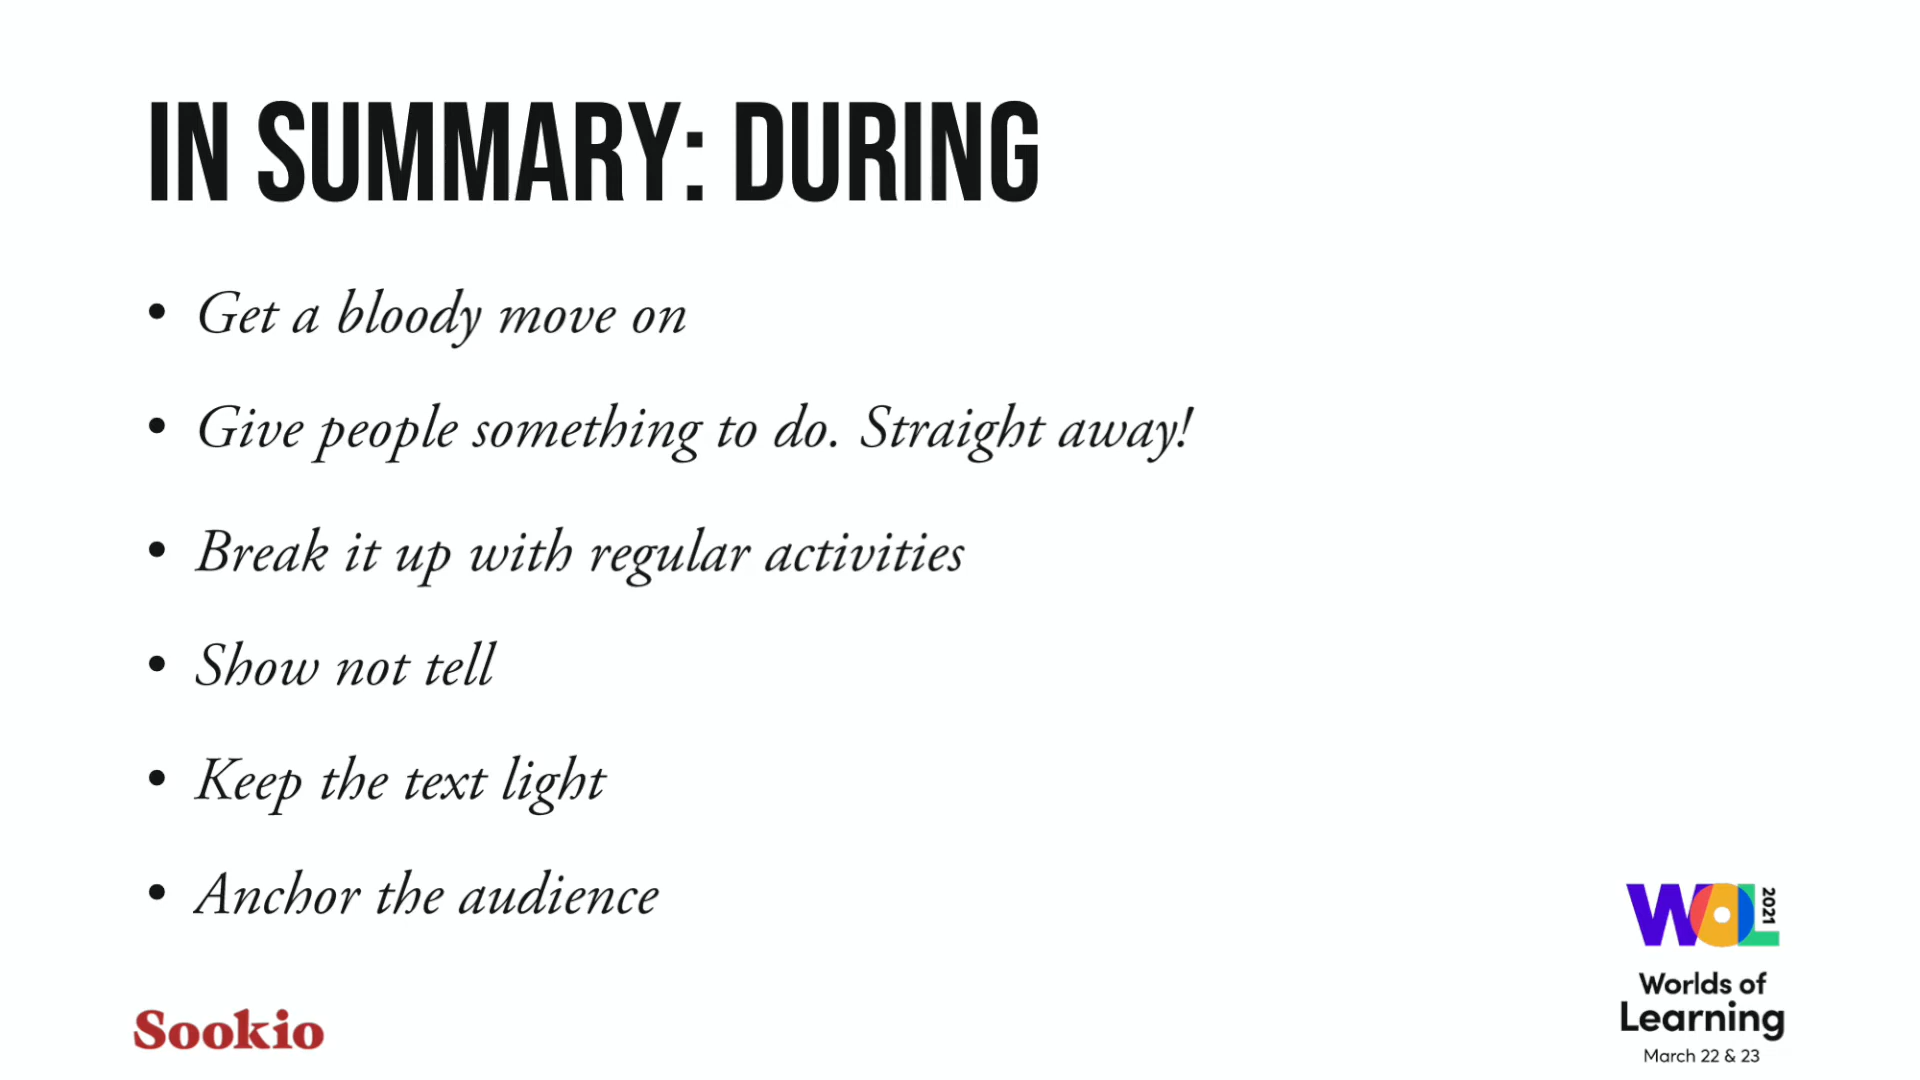 IN SUMMARY: DURING
• Get a bloody move on
• Give people something to do. Straight away!
• Break it up with regular activities
• Show not tell
• Keep the text light
• Anchor the audience
Sookio
WOL 2021
Worlds of
Learning
March 22 & 23